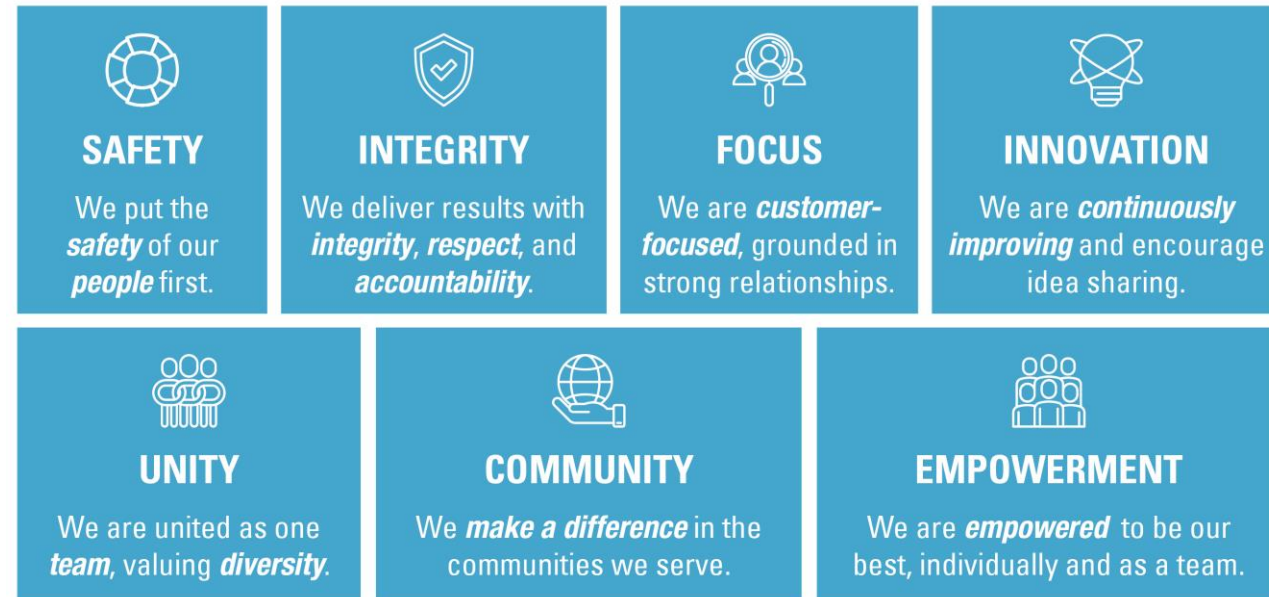 SAFETY
We put the
safety of our
people first.
INTEGRITY
We deliver results with
integrity, respect, and
accountability.
FOCUS
We are customer-
focused, grounded in
strong relationships.
INNOVATION
We are continuously
improving and encourage
idea sharing.
UNITY
We are united as one
team, valuing diversity.
COMMUNITY
We make a difference in the
communities we serve.
EMPOWERMENT
We are empowered to be our
best, individually and as a team.